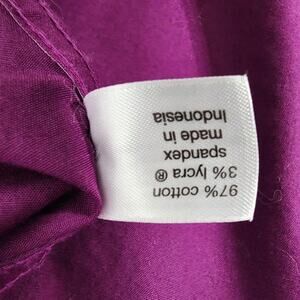 97% cotton
3% lycra ®
spandex
made in
Indonesia